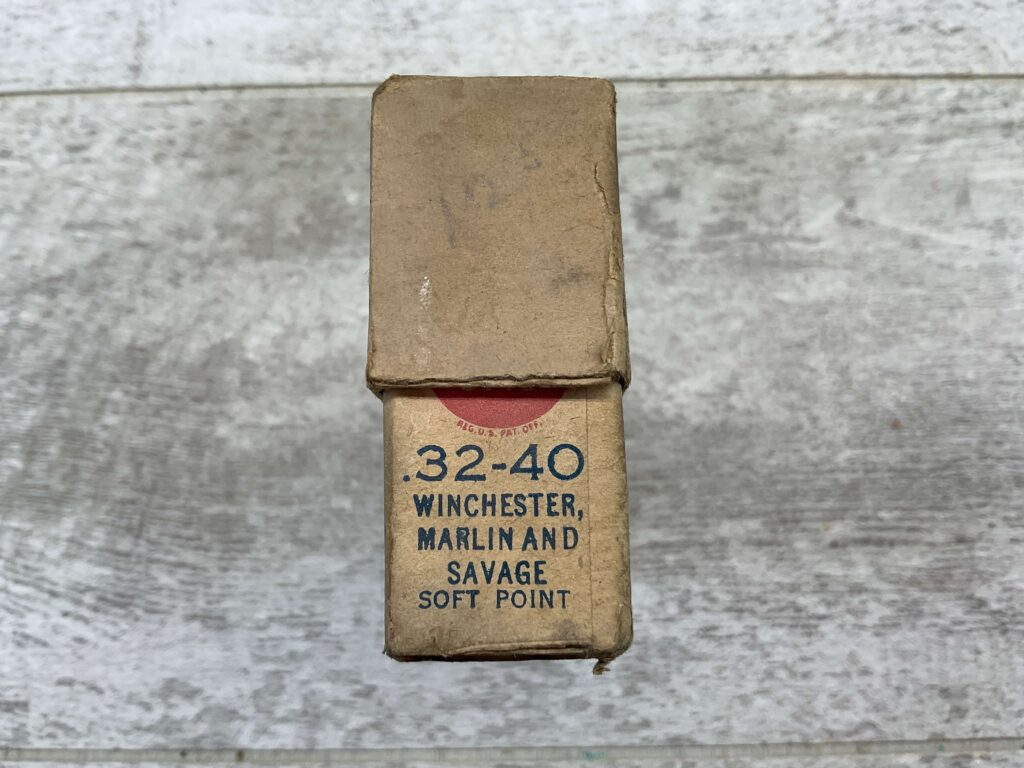 REG. U.S. PAT. OFF.
.32-40
WINCHESTER,
MARLIN AND
SAVAGE
SOFT POINT